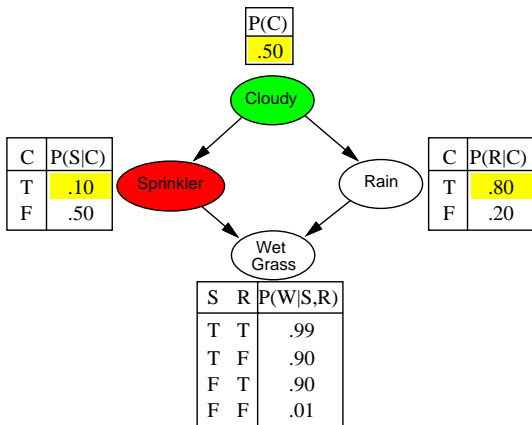 P(C)
.50
Cloudy
C P(S|C)
T .10
F .50
Sprinkler
Rain
C P(R|C)
T .80
F .20
Wet
Grass
S R P(W|S,R)
T T .99
T F .90
F T .90
F F .01